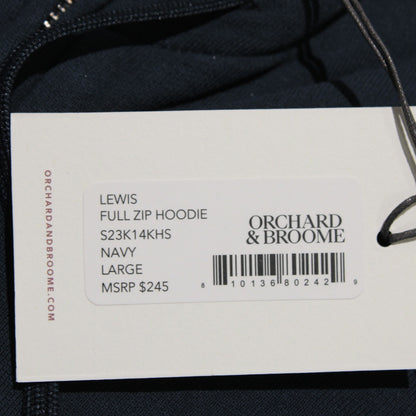 ORCHARDANDBROOME.COM
LEWIS
FULL ZIP HOODIE
S23K14KHS
NAVY
LARGE
MSRP $245
ORCHARD
& BROOME
8 10136 80242 9